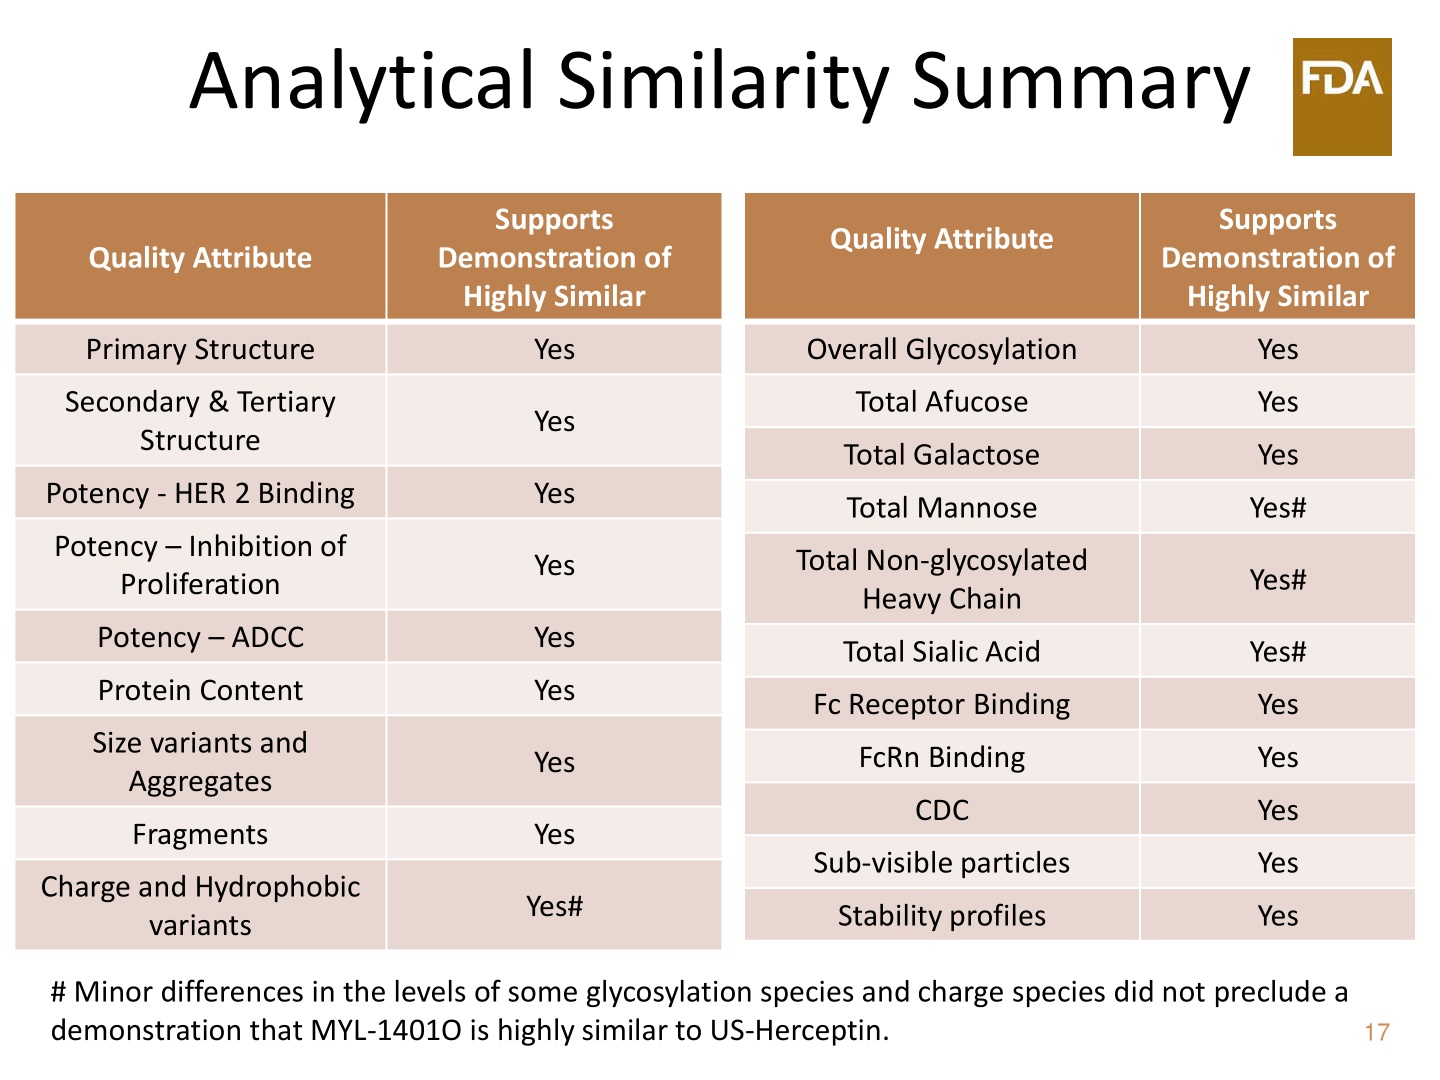 Analytical Similarity Summary
FDA
Quality Attribute
Supports
Demonstration of
Highly Similar
Primary Structure
Yes
Secondary & Tertiary
Structure
Yes
Potency - HER 2 Binding
Yes
Potency – Inhibition of
Proliferation
Yes
Potency – ADCC
Yes
Protein Content
Yes
Size variants and
Aggregates
Yes
Fragments
Yes
Charge and Hydrophobic
variants
Yes#
Quality Attribute
Supports
Demonstration of
Highly Similar
Overall Glycosylation
Yes
Total Afucose
Yes
Total Galactose
Yes
Total Mannose
Yes#
Total Non-glycosylated
Heavy Chain
Yes#
Total Sialic Acid
Yes#
Fc Receptor Binding
Yes
FcRn Binding
Yes
CDC
Yes
Sub-visible particles
Yes
Stability profiles
Yes
# Minor differences in the levels of some glycosylation species and charge species did not preclude a
demonstration that MYL-1401O is highly similar to US-Herceptin.
17